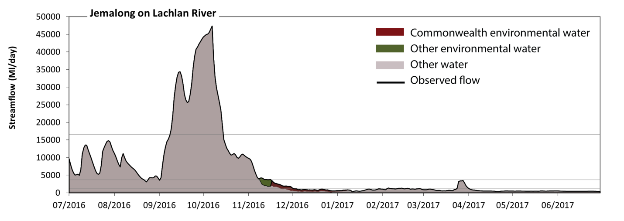 Jemalong on Lachlan River
Commonwealth environmental water
Other environmental water
Other water
Observed flow
Streamflow (Ml/day)
50000
45000
40000
35000
30000
25000
20000
15000
10000
5000
0
07/2016 08/2016 09/2016 10/2016 11/2016 12/2016 01/2017 02/2017 03/2017 04/2017 05/2017 06/2017